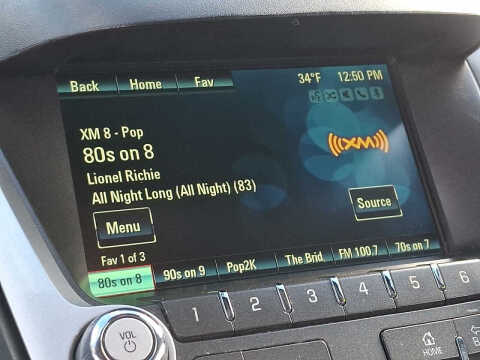 Back Home Fav 34°F 12:50 PM
XM 8 - Pop
80s on 8
Lionel Richie
All Night Long (All Night) (83)
((XM))
Menu Source
Fav 1 of 3
80s on 8 90s on 9 Pop2K The Brid FM 100.7 70s on 7
VOL 1 2 3 4 5 6
HOME HOME